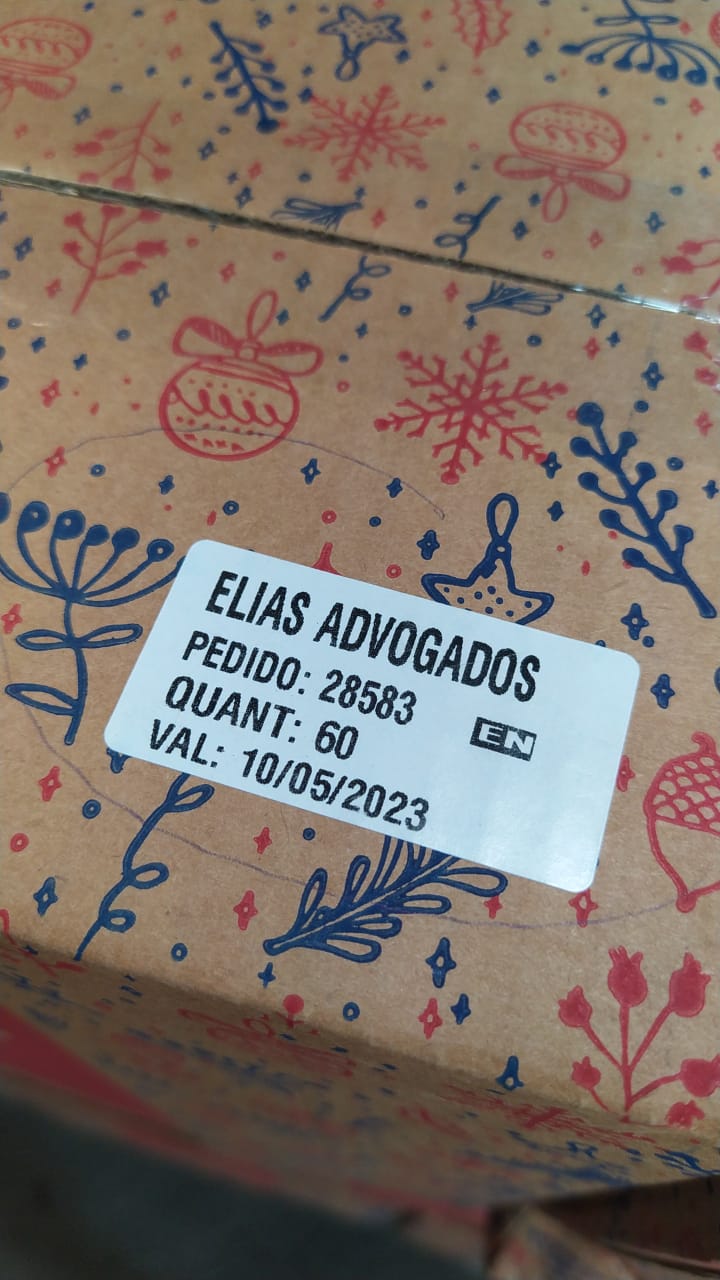 ELIAS ADVOGADOS
PEDIDO: 28583
QUANT: 60
EN
VAL: 10/05/2023